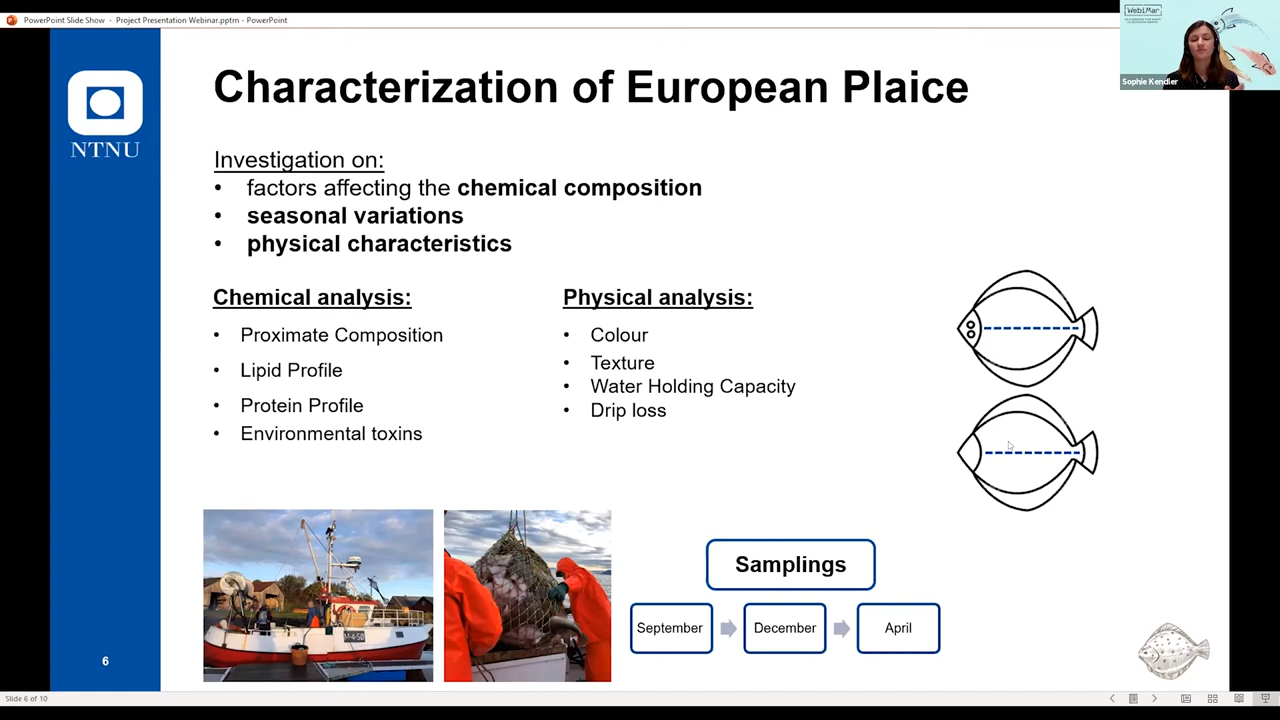 PowerPoint Slide Show - Project Presentation Webinar.pptm - PowerPoint
WebiMar
Sophie Kendler
NTNU
Characterization of European Plaice
Investigation on:
• factors affecting the chemical composition
• seasonal variations
• physical characteristics
Chemical analysis:
• Proximate Composition
• Lipid Profile
• Protein Profile
• Environmental toxins
Physical analysis:
• Colour
• Texture
• Water Holding Capacity
• Drip loss
Samplings
September
December
April
6
Slide 6 of 10